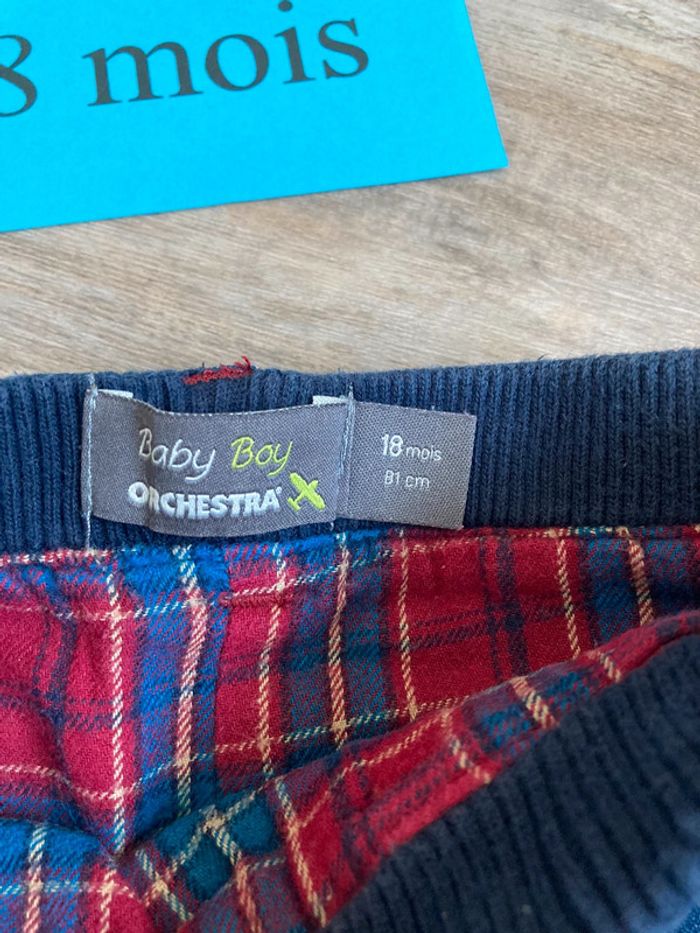 8 mois
Baby Boy
ORCHESTRA
18 mois
81 cm